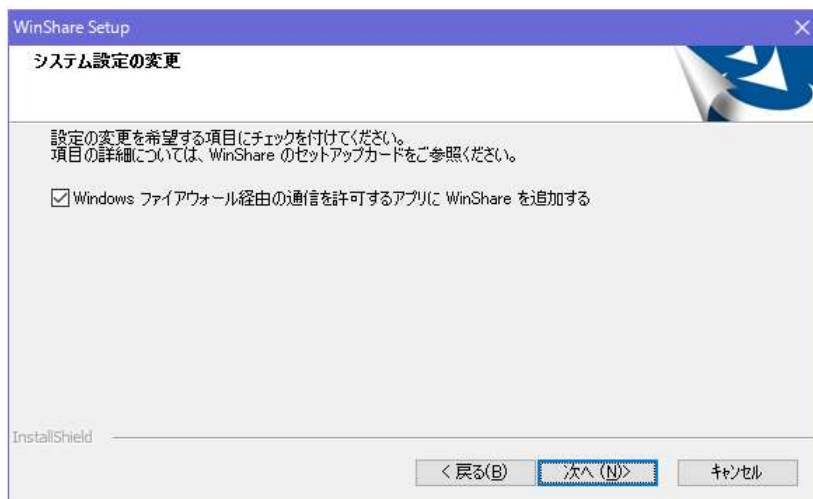 WinShare Setup
システム設定の変更
設定の変更を希望する項目にチェックを付けてください。
項目の詳細については、WinShare のセットアップカードをご参照ください。
Windows ファイアウォール経由の通信を許可するアプリに WinShare を追加する
InstallShield
< 戻る(B)
次へ (N)>
キャンセル